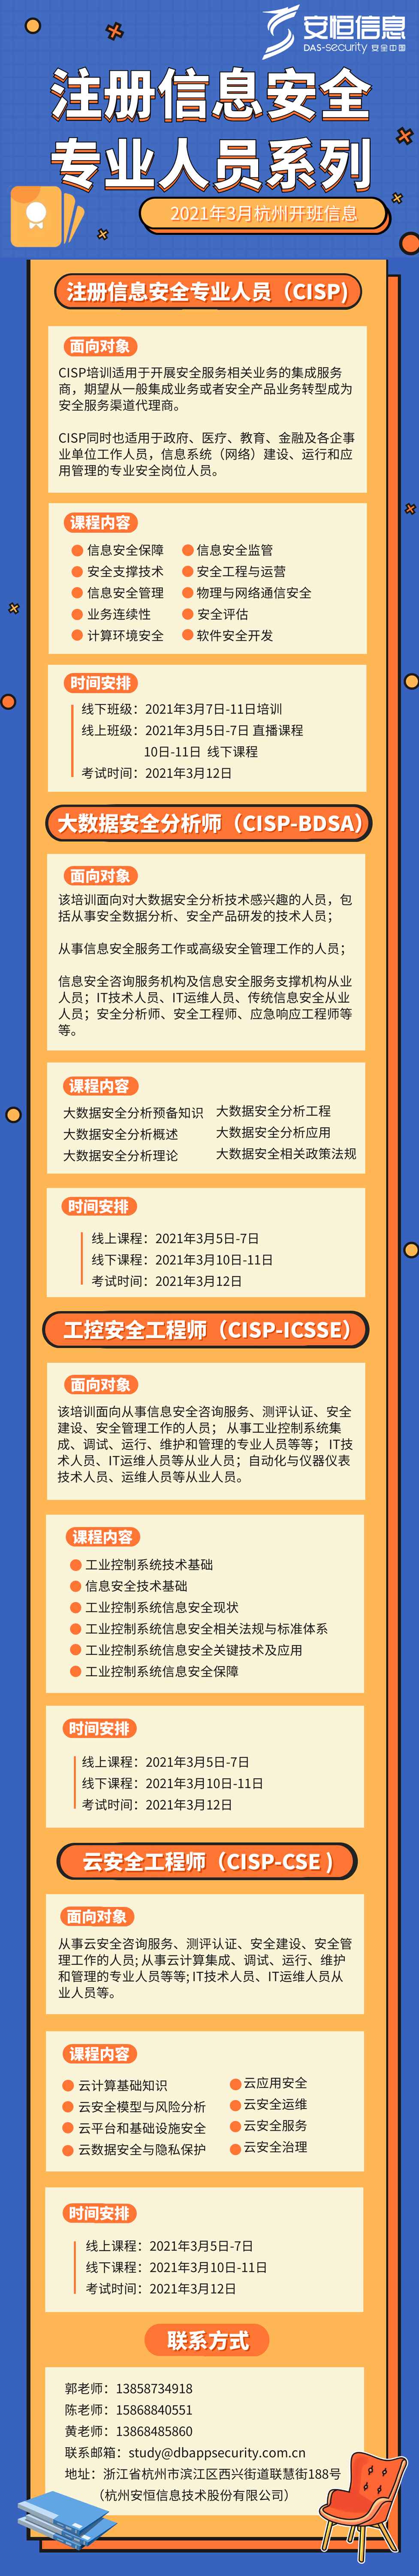 安恒信息
DAS-security 安全中国
注册信息安全
专业人员系列
2021年3月杭州开班信息
注册信息安全专业人员（CISP）
面向对象
CISP培训适用于开展安全服务相关业务的集成服务
商，期望从一般集成业务或者安全产品业务转型成为
安全服务渠道代理商。
CISP同时也适用于政府、医疗、教育、金融及各企事
业单位工作人员，信息系统（网络）建设、运行和应
用管理的专业安全岗位人员。
课程内容
信息安全保障 信息安全监管
安全支撑技术 安全工程与运营
信息安全管理 物理与网络通信安全
业务连续性 安全评估
计算环境安全 软件安全开发
时间安排
线下班级：2021年3月7日-11日培训
线上班级：2021年3月5日-7日 直播课程
10日-11日 线下课程
考试时间：2021年3月12日
大数据安全分析师（CISP-BDSA）
面向对象
该培训面向对大数据安全分析技术感兴趣的人员，包
括从事安全数据分析、安全产品研发的技术人员；
从事信息安全服务工作或高级安全管理工作的人员；
信息安全咨询服务机构及信息安全服务支撑机构从业
人员；IT技术人员、IT运维人员、传统信息安全从业
人员；安全分析师、安全工程师、应急响应工程师等
等。
课程内容
大数据安全分析预备知识 大数据安全分析工程
大数据安全分析概述 大数据安全分析应用
大数据安全分析理论 大数据安全相关政策法规
时间安排
线上课程：2021年3月5日-7日
线下课程：2021年3月10日-11日
考试时间：2021年3月12日
工控安全工程师（CISP-ICSSE）
面向对象
该培训面向从事信息安全咨询服务、测评认证、安全
建设、安全管理工作的人员； 从事工业控制系统集
成、调试、运行、维护和管理的专业人员等等； IT技
术人员、IT运维人员等从业人员；自动化与仪器仪表
技术人员、运维人员等从业人员。
课程内容
工业控制系统技术基础
信息安全技术基础
工业控制系统信息安全现状
工业控制系统信息安全相关法规与标准体系
工业控制系统信息安全关键技术及应用
工业控制系统信息安全保障
时间安排
线上课程：2021年3月5日-7日
线下课程：2021年3月10日-11日
考试时间：2021年3月12日
云安全工程师（CISP-CSE ）
面向对象
从事云安全咨询服务、测评认证、安全建设、安全管
理工作的人员; 从事云计算集成、调试、运行、维护
和管理的专业人员等等; IT技术人员、IT运维人员从
业人员等。
课程内容
云计算基础知识 云应用安全
云安全模型与风险分析 云安全运维
云平台和基础设施安全 云安全服务
云数据安全与隐私保护 云安全治理
时间安排
线上课程：2021年3月5日-7日
线下课程：2021年3月10日-11日
考试时间：2021年3月12日
联系方式
郭老师：13858734918
陈老师：15868840551
黄老师：13868485860
联系邮箱：study@dbappsecurity.com.cn
地址：浙江省杭州市滨江区西兴街道联慧街188号
（杭州安恒信息技术股份有限公司）